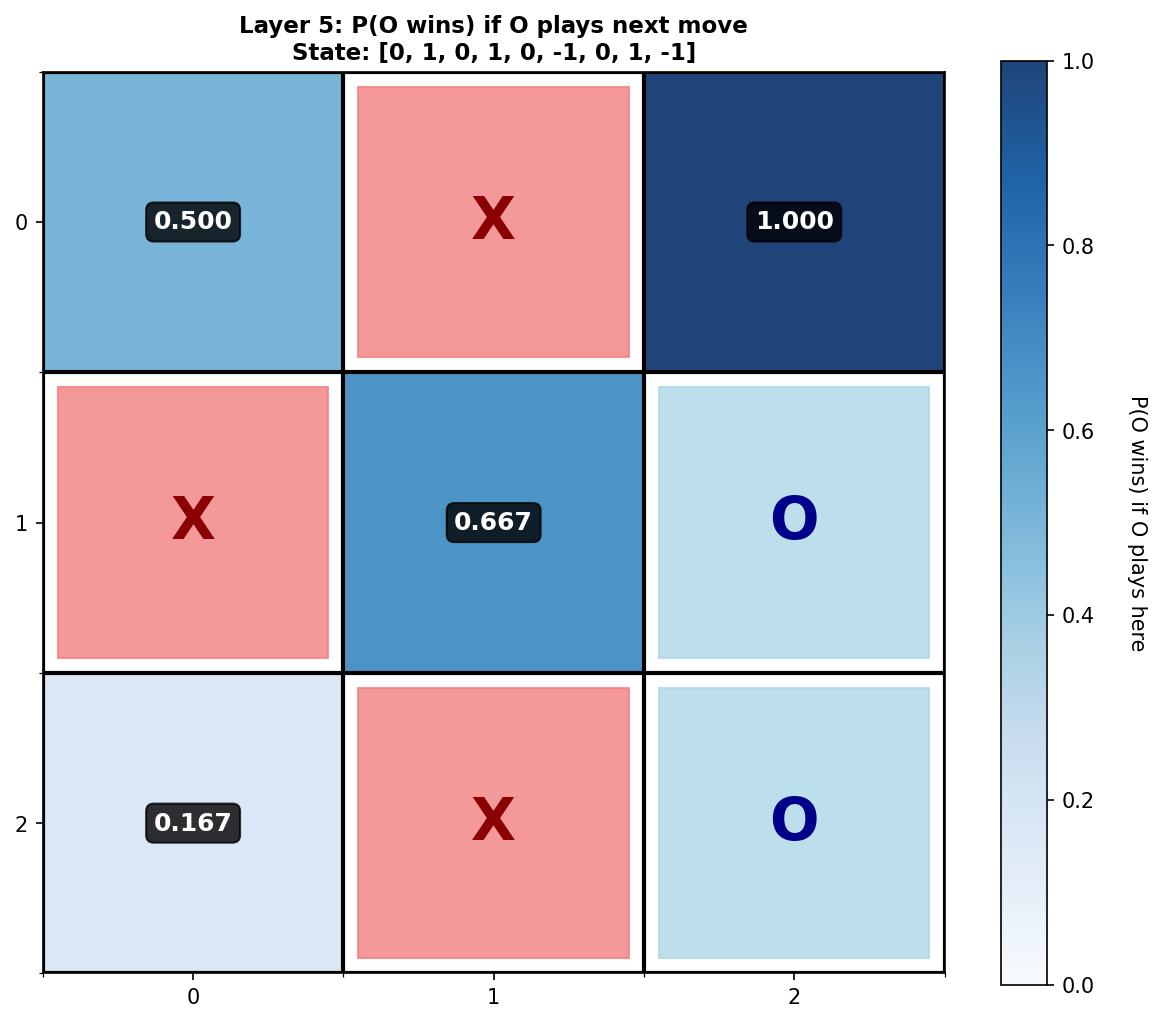 Layer 5: P(O wins) if O plays next move
State: [0, 1, 0, 1, 0, -1, 0, 1, -1]
0
0.500
X
1.000
1
X
0.667
O
2
0.167
X
O
0
1
2
1.0
0.8
0.6
0.4
0.2
0.0
P(O wins) if O plays here